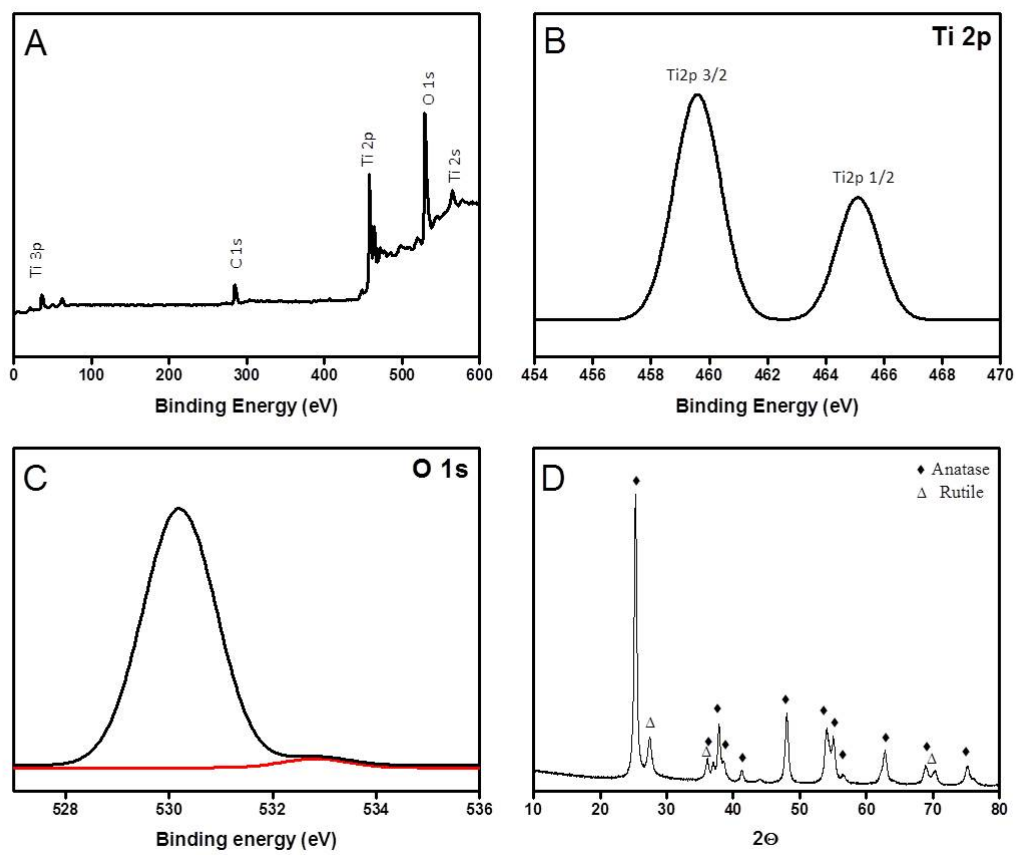 A
Ti 3p
C 1s
Ti 2p
O 1s
Ti 2s
0 100 200 300 400 500 600
Binding Energy (eV)
B
Ti 2p
Ti2p 3/2
Ti2p 1/2
454 456 458 460 462 464 466 468 470
Binding Energy (eV)
C
O 1s
528 530 532 534 536
Binding energy (eV)
D
♦ Anatase
Δ Rutile
10 20 30 40 50 60 70 80
2Θ